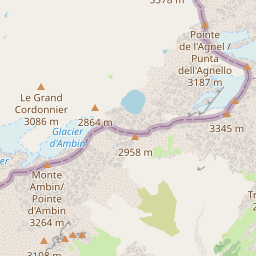 3378 m
Pointe
de l'Agnel /
Punta
dell'Agnello
3187 m
Le Grand
Cordonnier
3086 m
2864 m
Glacier
d'Ambin
3345 m
2958 m
Monte
Ambin/
Pointe
d'Ambin
3264 m
3108 m